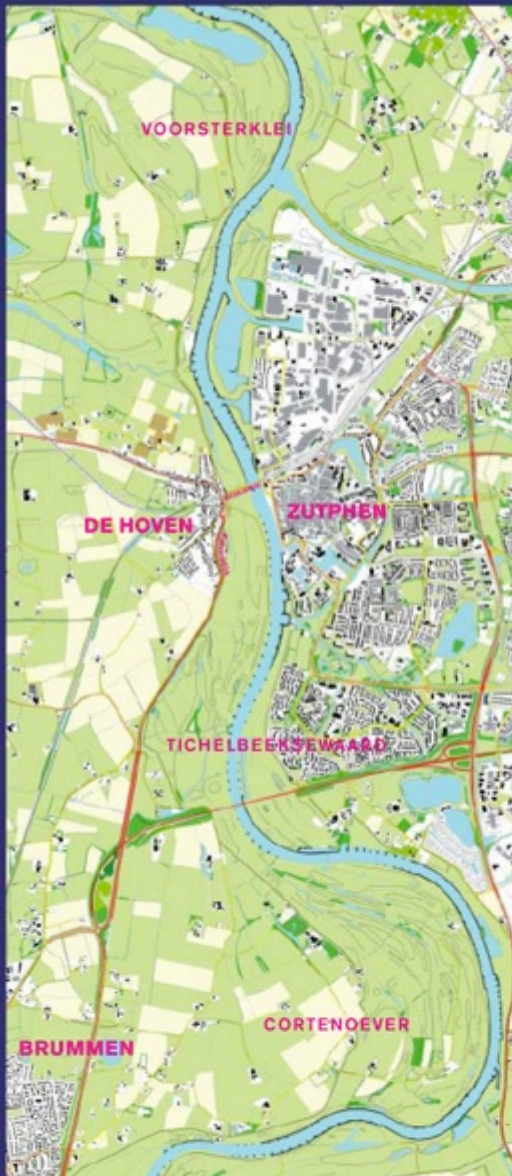 VOORSTERKLEI
DE HOVEN
ZUTPHEN
TICHELBEEKSEWAARD
CORTENOEVER
BRUMMEN